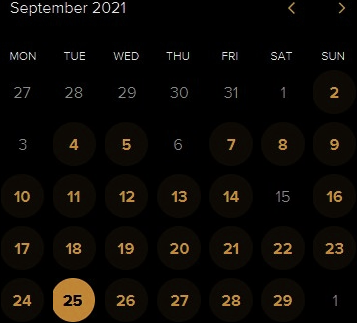 September 2021
MON TUE WED THU FRI SAT SUN
27 28 29 30 31 1 2
3 4 5 6 7 8 9
10 11 12 13 14 15 16
17 18 19 20 21 22 23
24 25 26 27 28 29 1